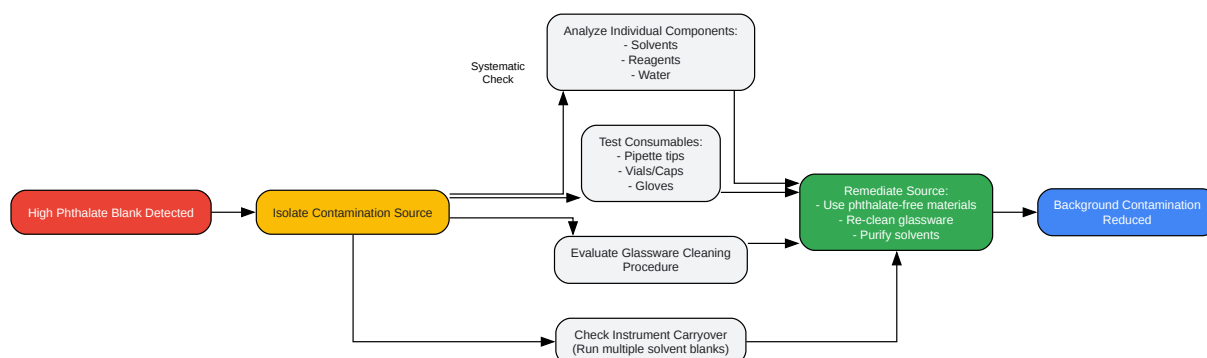 High Phthalate Blank Detected
Isolate Contamination Source
Systematic
Check
Analyze Individual Components:
- Solvents
- Reagents
- Water
Test Consumables:
- Pipette tips
- Vials/Caps
- Gloves
Evaluate Glassware Cleaning
Procedure
Check Instrument Carryover
(Run multiple solvent blanks)
Remediate Source:
- Use phthalate-free materials
- Re-clean glassware
- Purify solvents
Background Contamination
Reduced